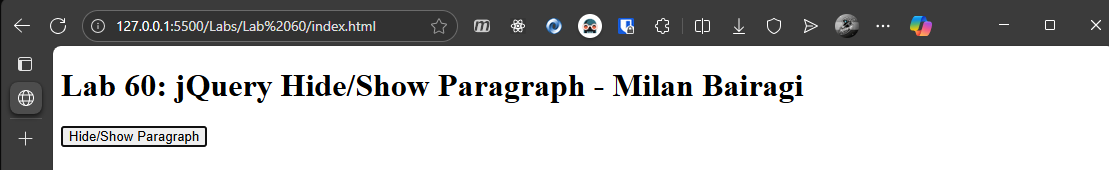 127.0.0.1:5500/Labs/Lab%2060/index.html
Lab 60: jQuery Hide/Show Paragraph - Milan Bairagi
Hide/Show Paragraph